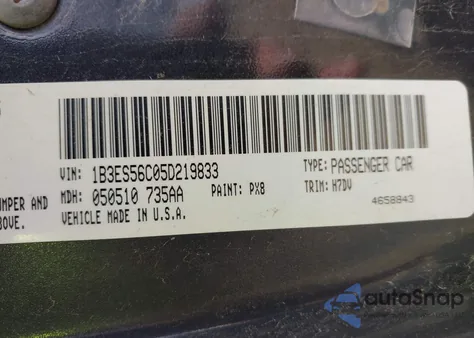 VIN: 1B3ES56C05D219833 TYPE: PASSENGER CAR
MDH: 050510 735AA PAINT: PX8 TRIM: H7DV
VEHICLE MADE IN U.S.A. 4658843
UMPER AND
BOVE.
autoSnap